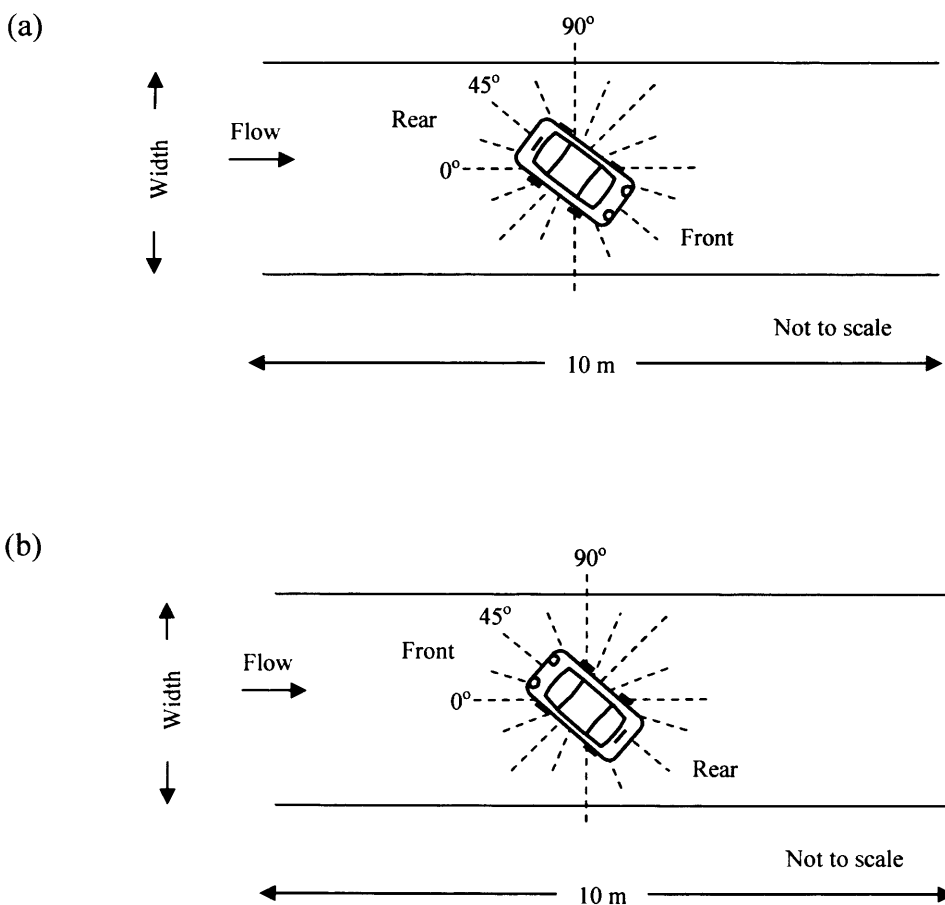 (a)
90°
45°
Rear
Flow
0°
Width
Front
Not to scale
10 m
(b)
90°
45°
Front
Flow
0°
Width
Rear
Not to scale
10 m